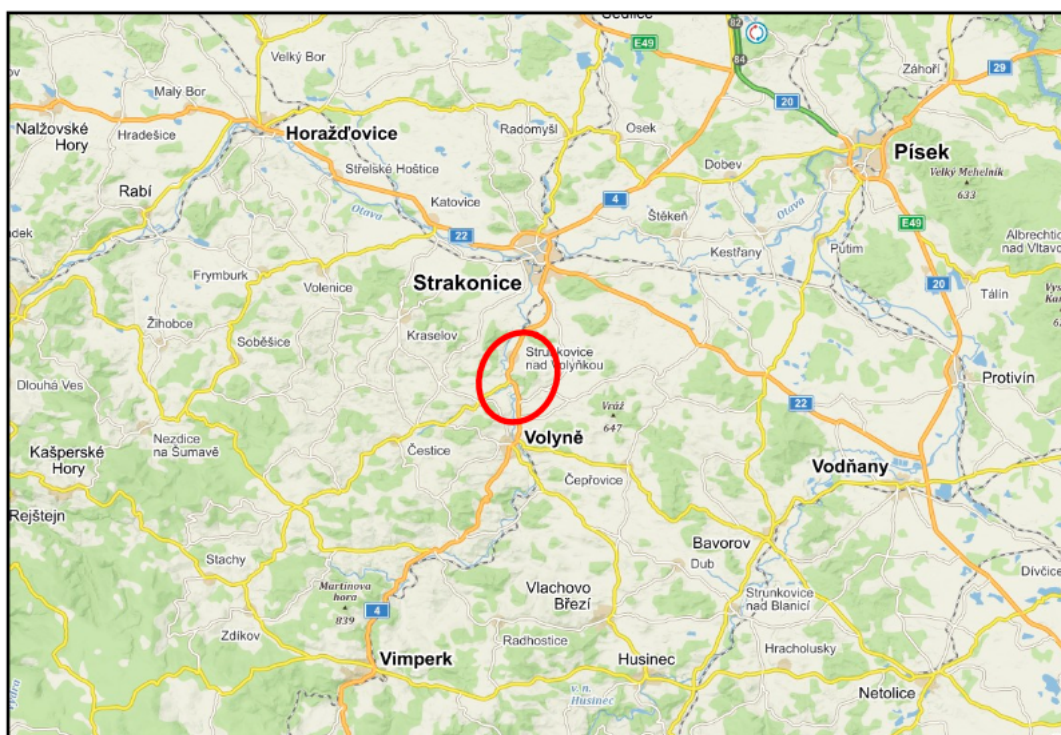 82
E49
84
Velký Bor
Záhoří
29
Malý Bor
20
Nalžovské
Hory
Hradešice
Horažďovice
Radomyšl
Osek
Písek
Střelské Hoštice
Dobev
Velký Mehelník
633
Rabí
Otava
Katovice
4
Štěkeň
Otava
E49
22
Kestřany
Putim
Albrechtic
nad Vltavo
Frymburk
Volenice
Strakonice
20
Tálín
Žihobce
Soběšice
Kraselov
Strunkovice
nad Volyňkou
Dlouhá Ves
Protivín
Vráž
647
22
Nezdice
na Šumavě
Kašperské
Hory
Čestice
Volyně
Čepřovice
Vodňany
Rejštejn
Stachy
Bavorov
Dub
Dívčice
Martinova
hora
839
4
Vlachovo
Březí
Strunkovice
nad Blanicí
Zdíkov
Radhostice
Vimperk
Husinec
Hracholusky
v. n.
Husinec
Netolice